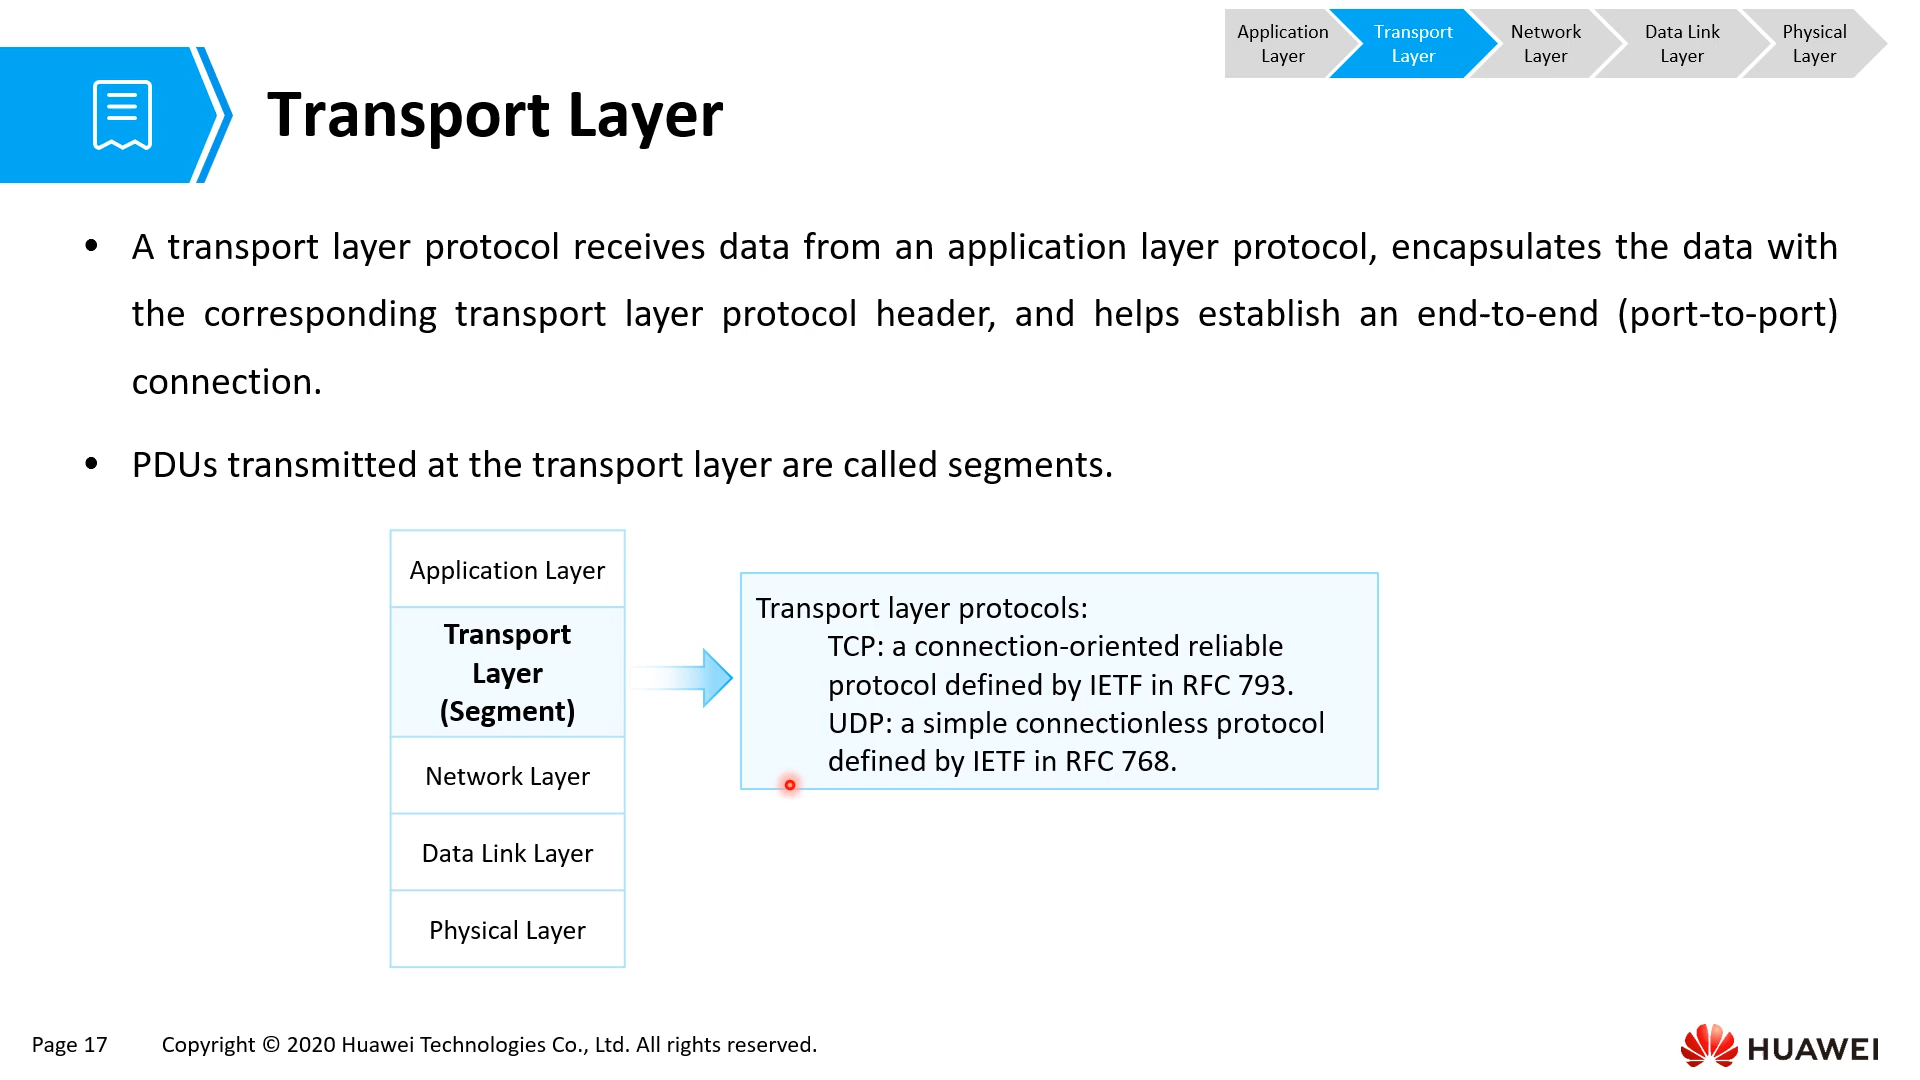 Application
Layer
Transport
Layer
Network
Layer
Data Link
Layer
Physical
Layer
Transport Layer
• A transport layer protocol receives data from an application layer protocol, encapsulates the data with
the corresponding transport layer protocol header, and helps establish an end-to-end (port-to-port)
connection.
• PDUs transmitted at the transport layer are called segments.
Application Layer
Transport
Layer
(Segment)
Network Layer
Data Link Layer
Physical Layer
Transport layer protocols:
TCP: a connection-oriented reliable
protocol defined by IETF in RFC 793.
UDP: a simple connectionless protocol
defined by IETF in RFC 768.
Page 17
Copyright © 2020 Huawei Technologies Co., Ltd. All rights reserved.
HUAWEI